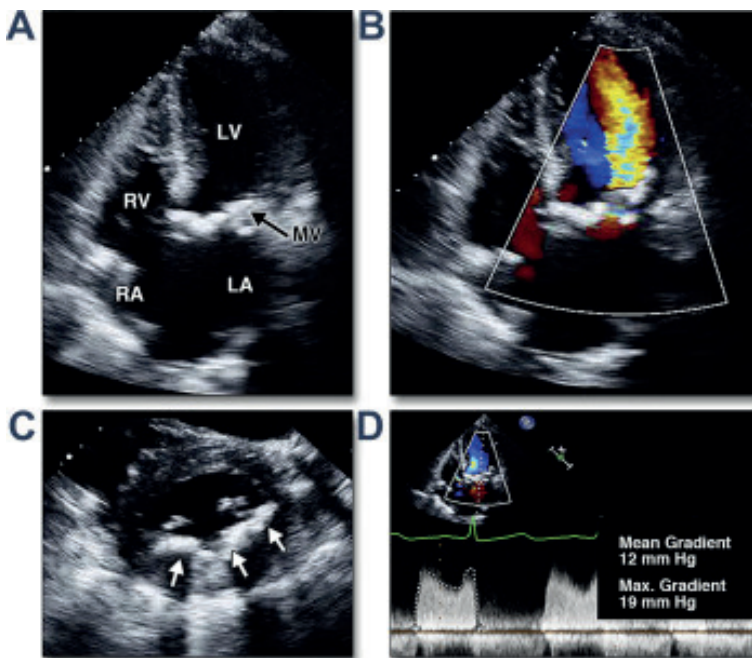 A
LV
RV
MV
RA
LA
B
C
D
Mean Gradient
12 mm Hg
Max. Gradient
19 mm Hg